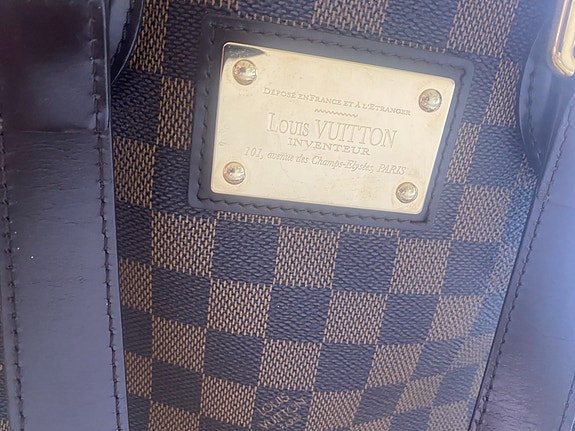 DÉPOSÉ EN FRANCE ET À L'ÉTRANGER
LOUIS VUITTON
INVENTEUR
101, avenue des Champs-Elysées, PARIS